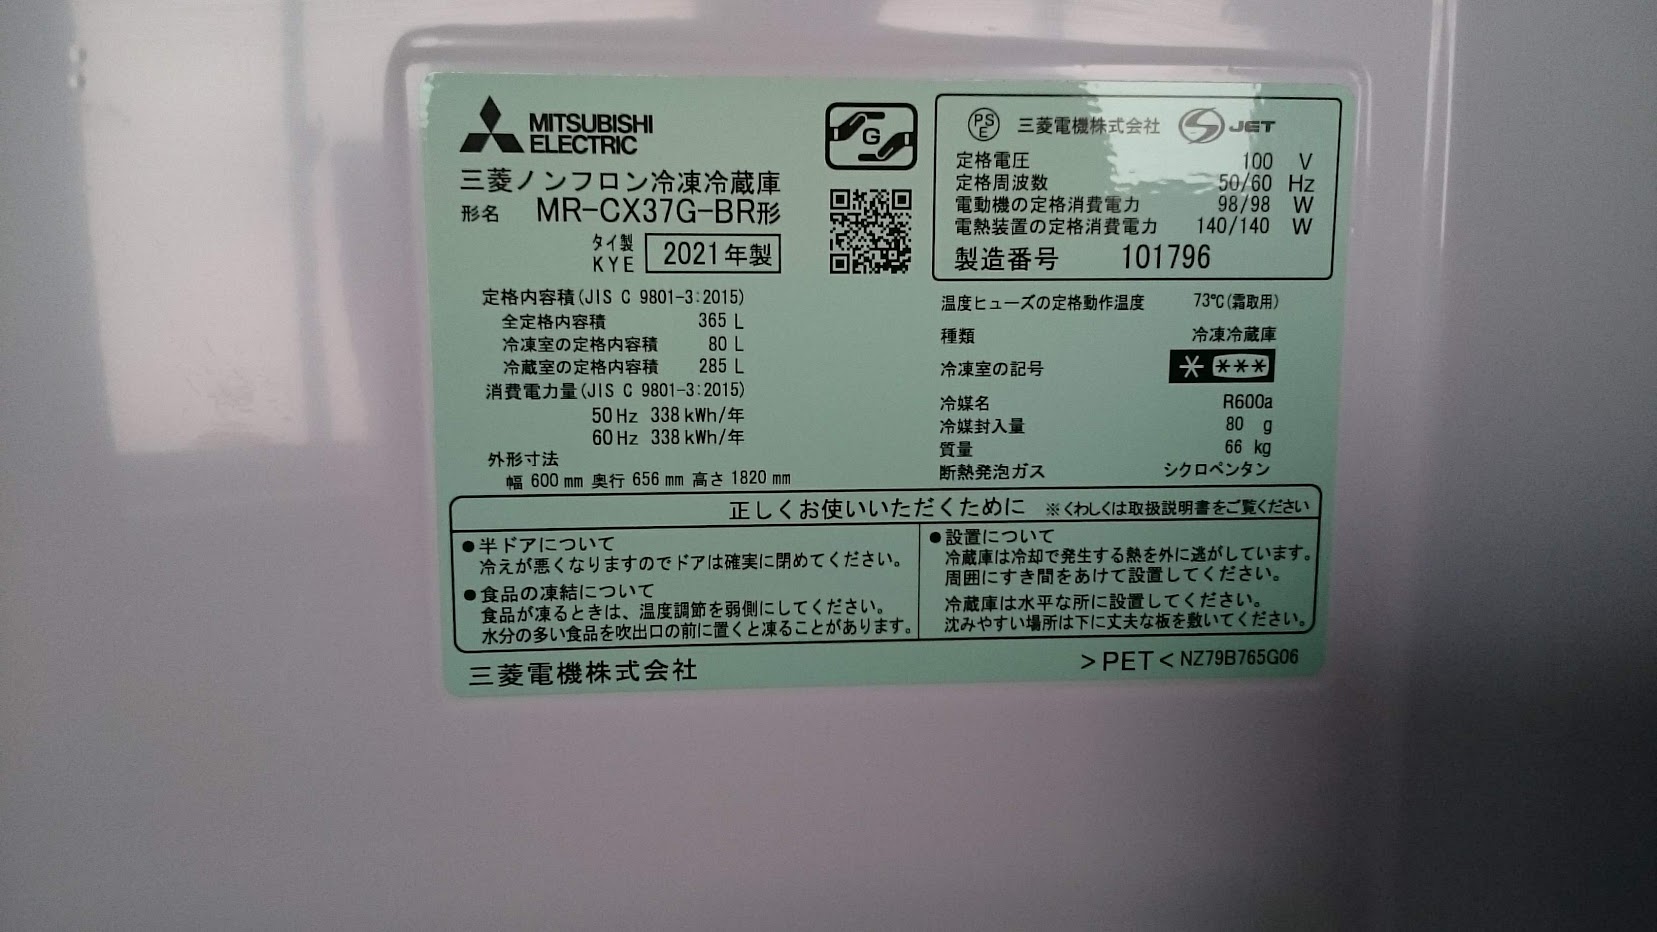 MITSUBISHI
ELECTRIC
三菱ノンフロン冷凍冷蔵庫
形名 MR-CX37G-BR形
タイ製
KYE
2021年製
G
定格内容積(JIS C 9801-3:2015)
全定格内容積 365 L
冷凍室の定格内容積 80 L
冷蔵室の定格内容積 285 L
消費電力量(JIS C 9801-3:2015)
50Hz 338kWh/年
60Hz 338kWh/年
外形寸法
幅 600 mm 奥行 656 mm 高さ 1820 mm
PSE 三菱電機株式会社 S JET
定格電圧 100 V
定格周波数 50/60 Hz
電動機の定格消費電力 98/98 W
電熱装置の定格消費電力 140/140 W
製造番号 101796
温度ヒューズの定格動作温度 73℃(霜取用)
種類 冷凍冷蔵庫
冷凍室の記号 * ***
冷媒名 R600a
冷媒封入量 80 g
質量 66 kg
断熱発泡ガス シクロペンタン
正しくお使いいただくために ※くわしくは取扱説明書をご覧ください
●半ドアについて
冷えが悪くなりますのでドアは確実に閉めてください。
●食品の凍結について
食品が凍るときは、温度調節を弱側にしてください。
水分の多い食品を吹出口の前に置くと凍ることがあります。
●設置について
冷蔵庫は冷却で発生する熱を外に逃がしています。
周囲にすき間をあけて設置してください。
冷蔵庫は水平な所に設置してください。
沈みやすい場所は下に丈夫な板を敷いてください。
三菱電機株式会社
>PET< NZ79B765G06